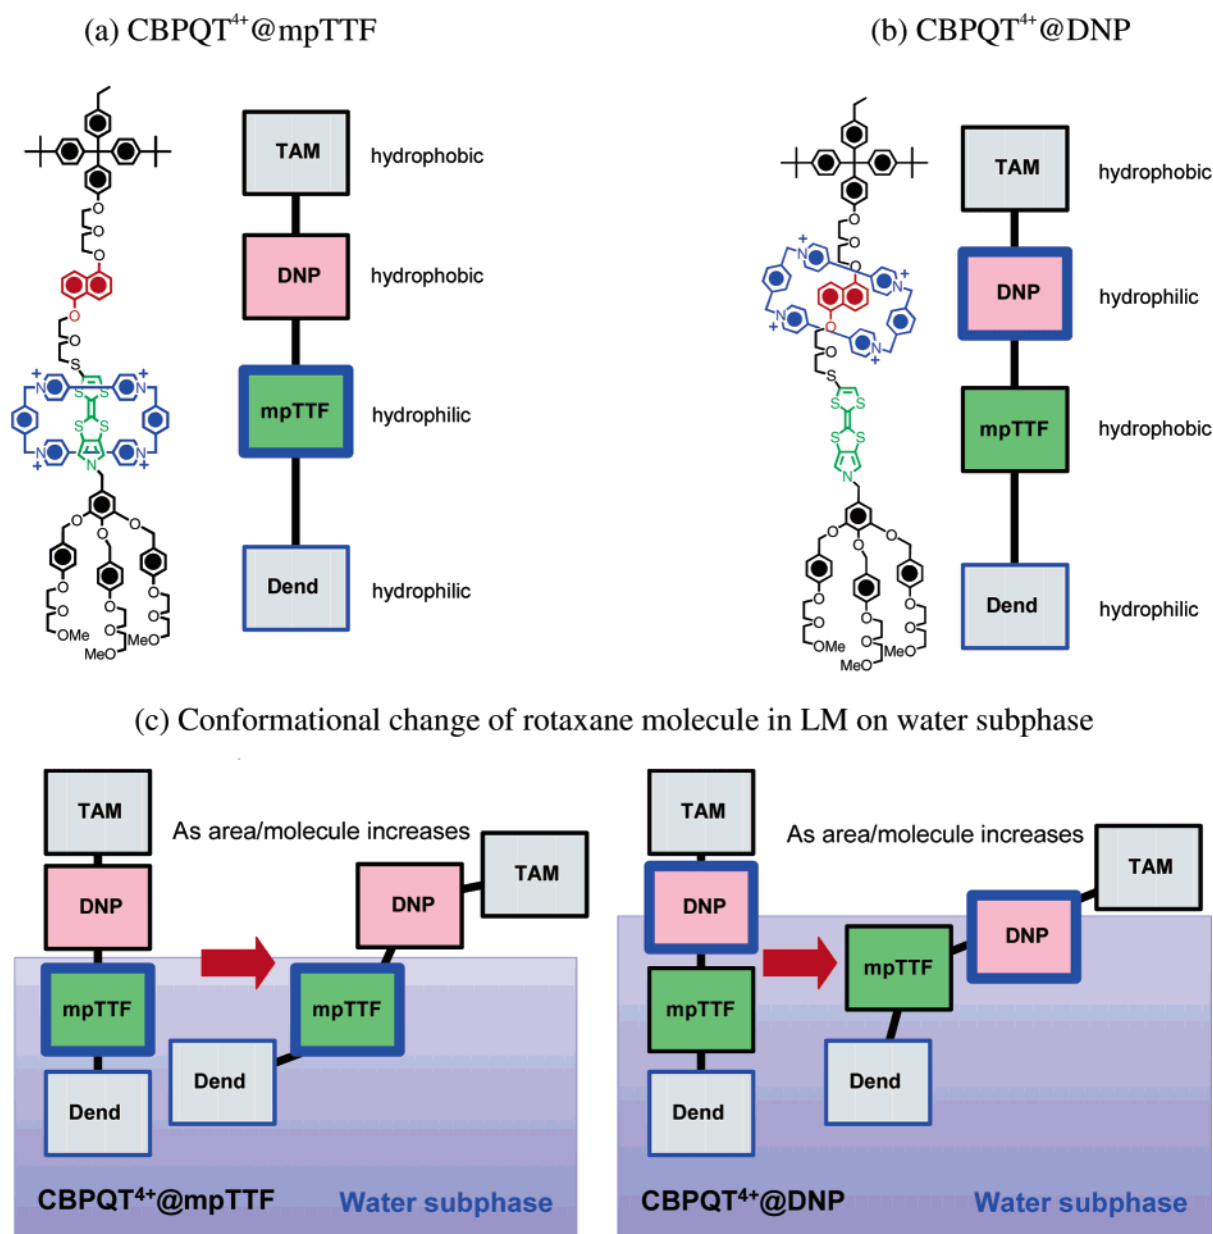 (a) CBPQT4+@mpTTF
(b) CBPQT4+@DNP
TAM
hydrophobic
DNP
hydrophobic
mpTTF
hydrophilic
Dend
hydrophilic
O
O
O
O
O
S
S
S
S
S
N
N+
N+
N+
N+
O
O
O
O
O
O
O
O
O
OMe
MeO
MeO
TAM
hydrophobic
DNP
hydrophilic
mpTTF
hydrophobic
Dend
hydrophilic
O
O
O
O
O
S
S
S
S
S
N
N+
N+
N+
N+
O
O
O
O
O
O
O
O
O
OMe
MeO
MeO
(c) Conformational change of rotaxane molecule in LM on water subphase
TAM
DNP
mpTTF
Dend
As area/molecule increases
TAM
DNP
mpTTF
Dend
CBPQT4+@mpTTF
Water subphase
TAM
DNP
mpTTF
Dend
As area/molecule increases
TAM
DNP
mpTTF
Dend
CBPQT4+@DNP
Water subphase